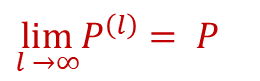 lim P⁽ˡ⁾ = P
l →∞